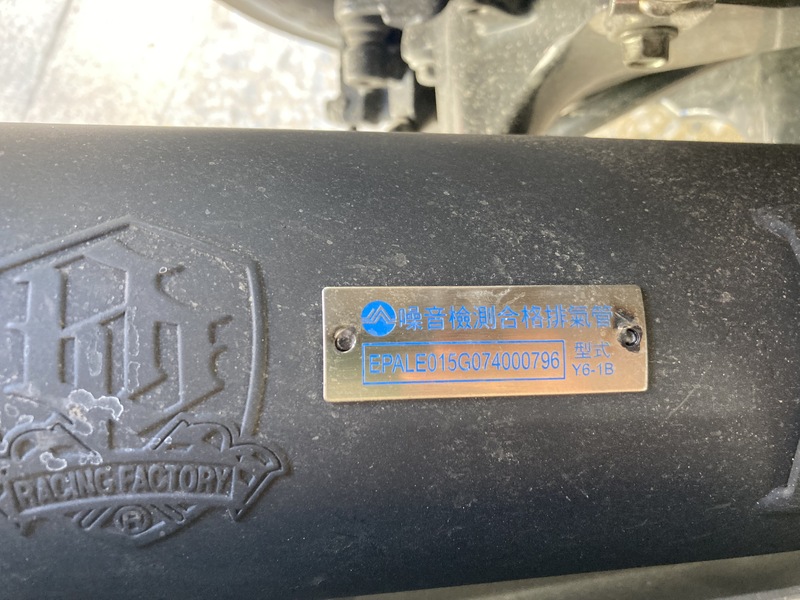 RACING FACTORY
®
噪音檢測合格排氣管
EPALE015G074000796
型式
Y6-1B